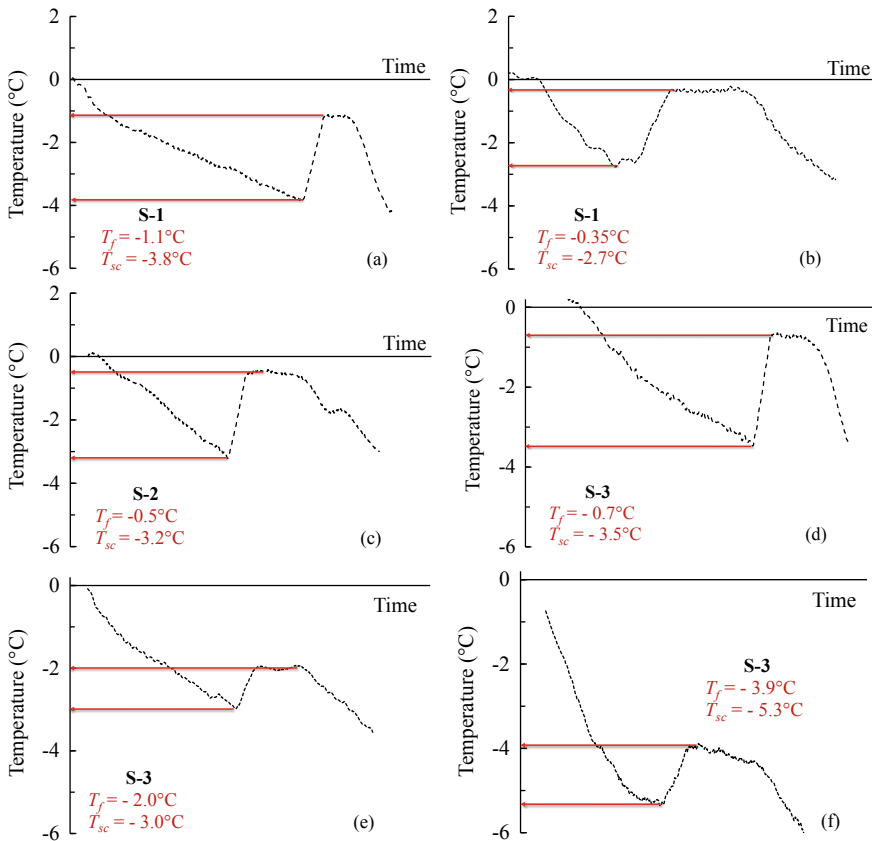 Temperature (°C)
2
0
-2
-4
-6
Time
S-1
T_f = -1.1°C
T_sc = -3.8°C
(a)
Temperature (°C)
2
0
-2
-4
-6
Time
S-1
T_f = -0.35°C
T_sc = -2.7°C
(b)
Temperature (°C)
2
0
-2
-4
-6
Time
S-2
T_f = -0.5°C
T_sc = -3.2°C
(c)
Temperature (°C)
0
-2
-4
-6
Time
S-3
T_f = - 0.7°C
T_sc = - 3.5°C
(d)
Temperature (°C)
0
-2
-4
-6
Time
S-3
T_f = - 2.0°C
T_sc = - 3.0°C
(e)
Temperature (°C)
0
-2
-4
-6
Time
S-3
T_f = - 3.9°C
T_sc = - 5.3°C
(f)